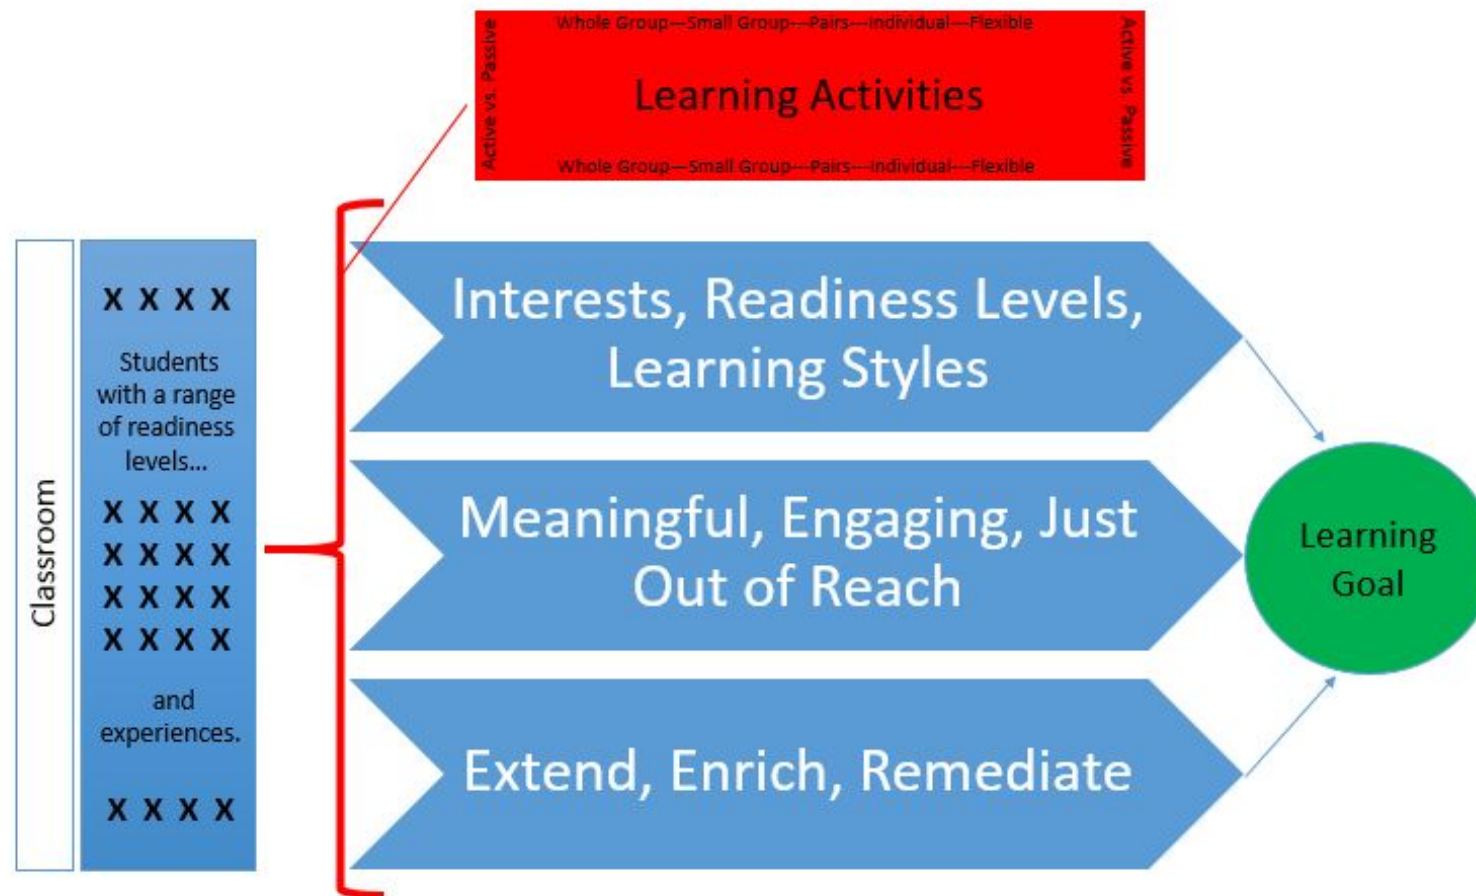 Whole Group---Small Group---Pairs---Individual---Flexible
Active vs. Passive
Learning Activities
Active vs. Passive
Whole Group---Small Group---Pairs---Individual---Flexible
Classroom
X X X X
Students
with a range
of readiness
levels...
X X X X
X X X X
X X X X
X X X X
and
experiences.
X X X X
Interests, Readiness Levels,
Learning Styles
Meaningful, Engaging, Just
Out of Reach
Extend, Enrich, Remediate
Learning
Goal